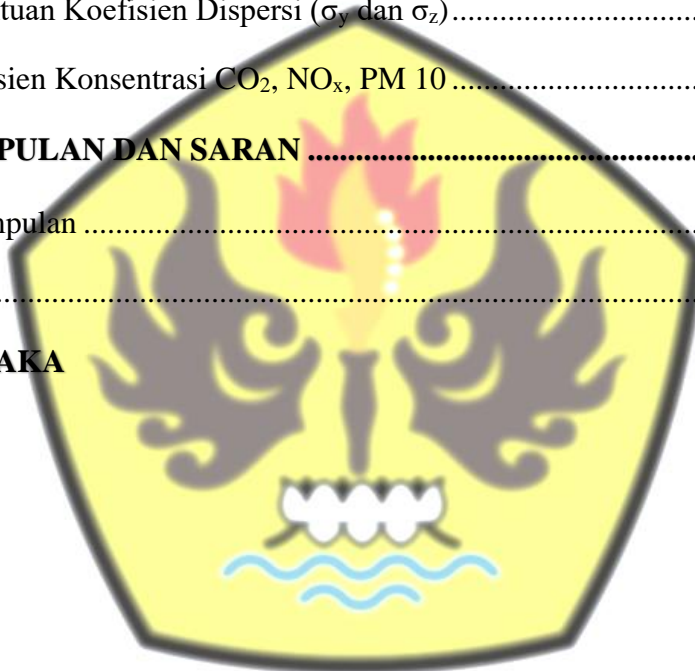 tuan Koefisien Dispersi (σy dan σz)..............................
sien Konsentrasi CO₂, NOₓ, PM 10..............................
PULAN DAN SARAN..............................
npulan..............................
..............................
AKA